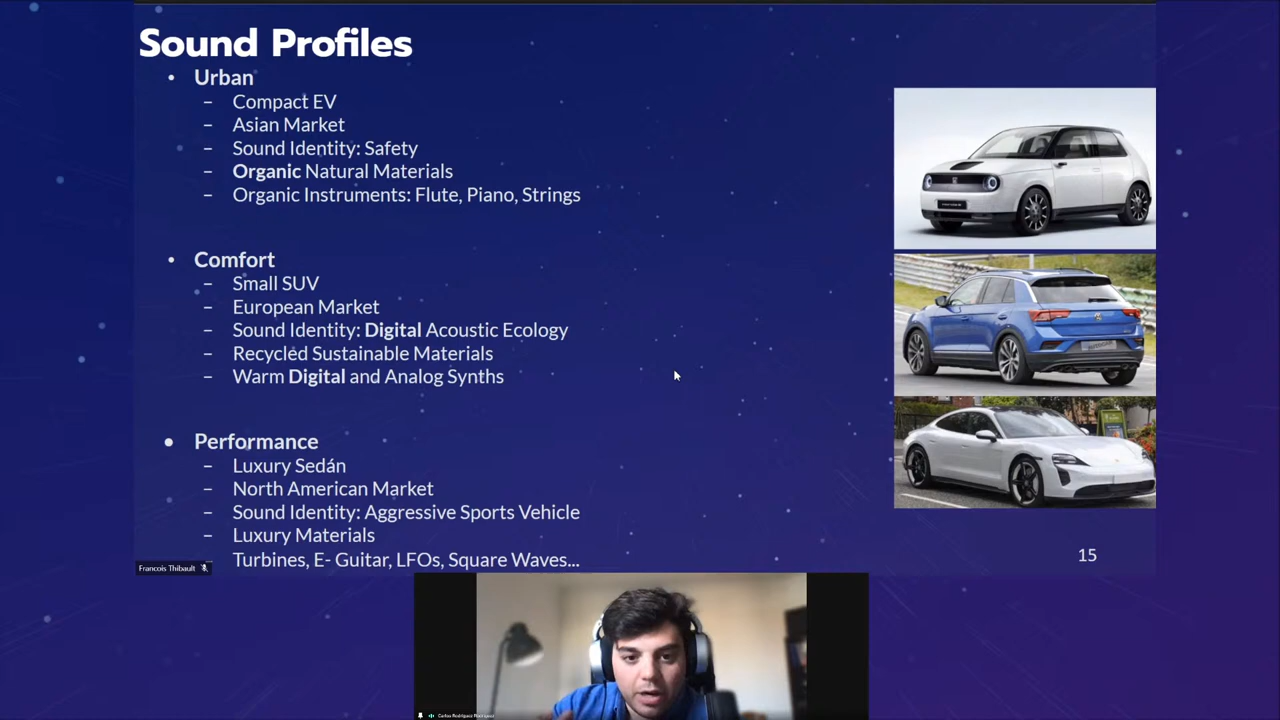 Sound Profiles
• Urban
– Compact EV
– Asian Market
– Sound Identity: Safety
– Organic Natural Materials
– Organic Instruments: Flute, Piano, Strings
• Comfort
– Small SUV
– European Market
– Sound Identity: Digital Acoustic Ecology
– Recycled Sustainable Materials
– Warm Digital and Analog Synths
• Performance
– Luxury Sedán
– North American Market
– Sound Identity: Aggressive Sports Vehicle
– Luxury Materials
Turbines, E- Guitar, LFOs, Square Waves...
15
Francois Thibault
Carlos Rodríguez Rodríguez